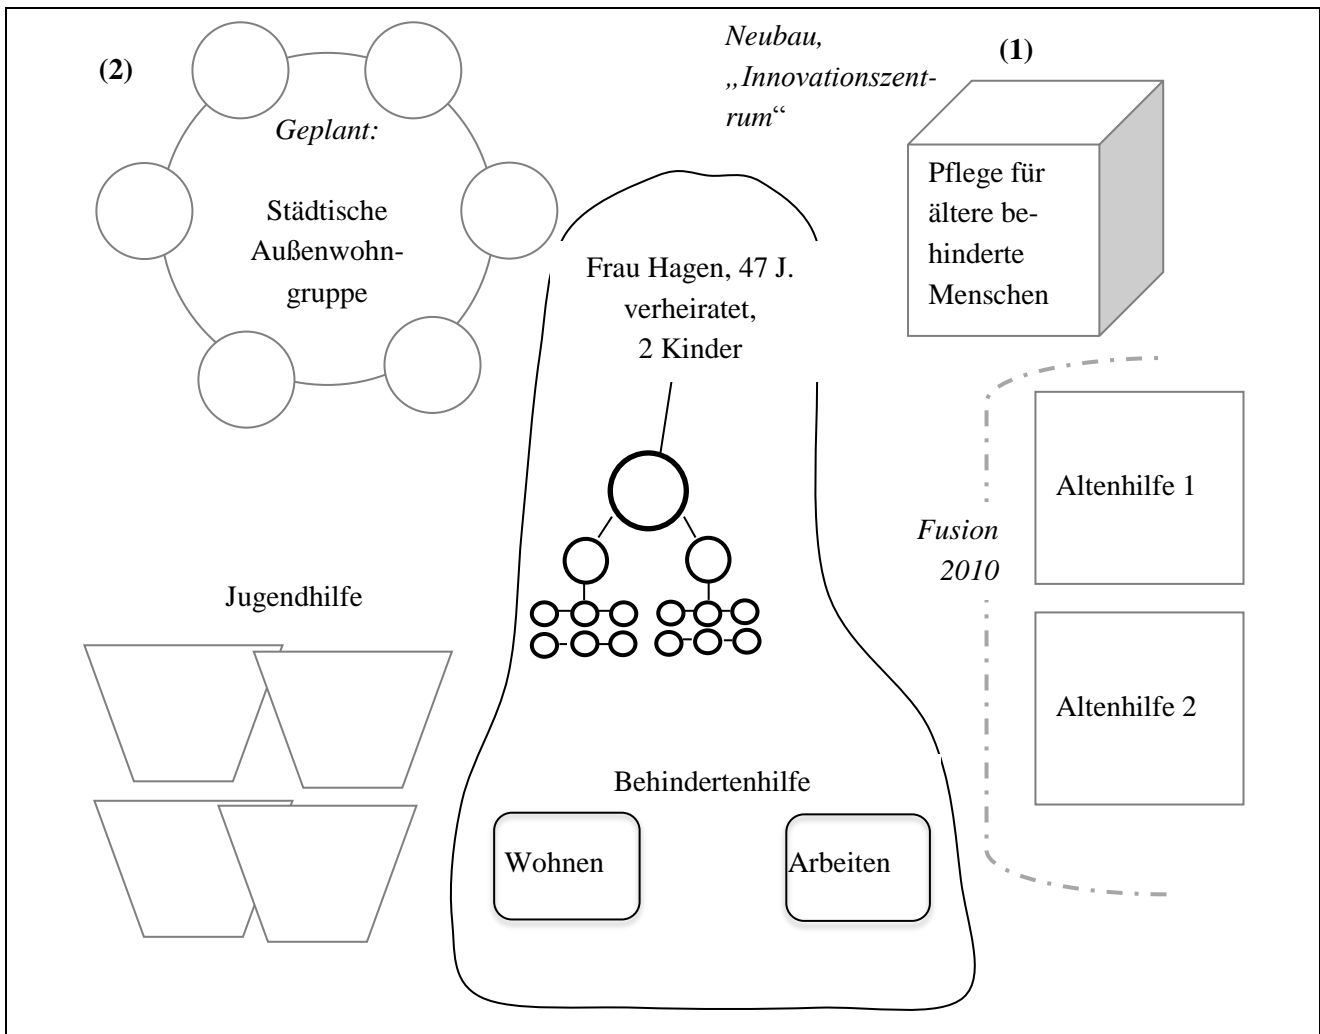 (2)
Geplant:
Städtische
Außenwohn-
gruppe
Neubau,
„Innovationszent-
rum“
(1)
Pflege für
ältere be-
hinderte
Menschen
Frau Hagen, 47 J.
verheiratet,
2 Kinder
Altenhilfe 1
Fusion
2010
Altenhilfe 2
Jugendhilfe
Behindertenhilfe
Wohnen
Arbeiten